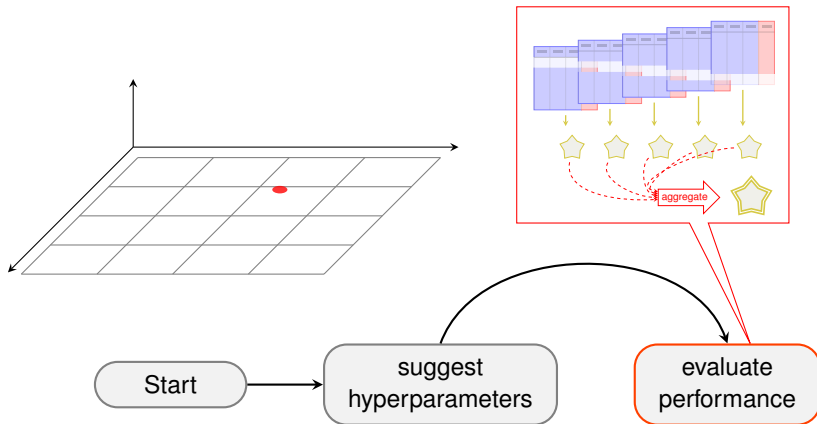 aggregate
Start
suggest
hyperparameters
evaluate
performance